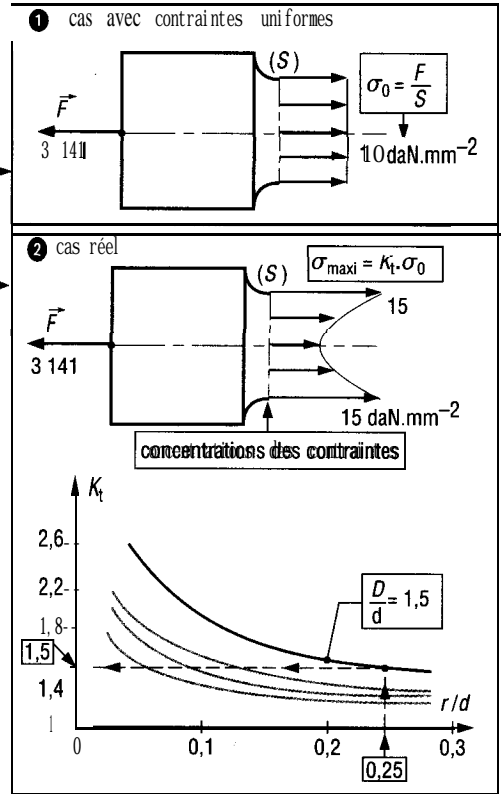 1 cas avec contraintes uniformes
(S)
σ₀ = F/S
F
3 141
10 daN.mm⁻²
2 cas réel
σmaxi = Kt.σ₀
(S)
15
F
3 141
15 daN.mm⁻²
concentrations des contraintes
Kt
2,6
2,2
D/d = 1,5
1,8
1,5
1,4
r/d
1
0
0,1
0,2
0,3
0,25